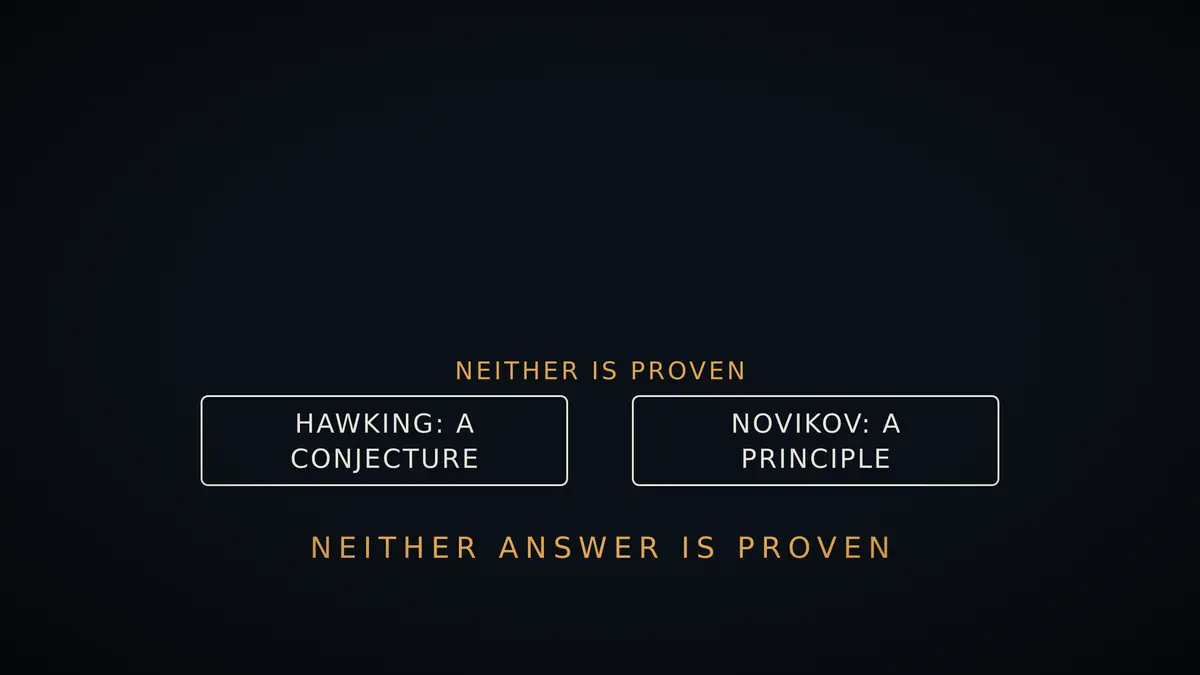 NEITHER IS PROVEN
HAWKING: A
CONJECTURE
NOVIKOV: A
PRINCIPLE
NEITHER ANSWER IS PROVEN